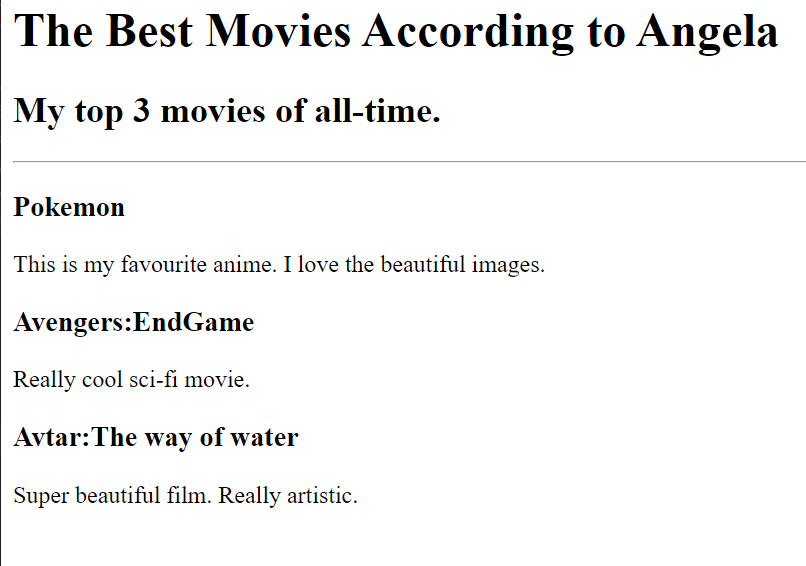 The Best Movies According to Angela
My top 3 movies of all-time.
Pokemon
This is my favourite anime. I love the beautiful images.
Avengers:EndGame
Really cool sci-fi movie.
Avtar:The way of water
Super beautiful film. Really artistic.